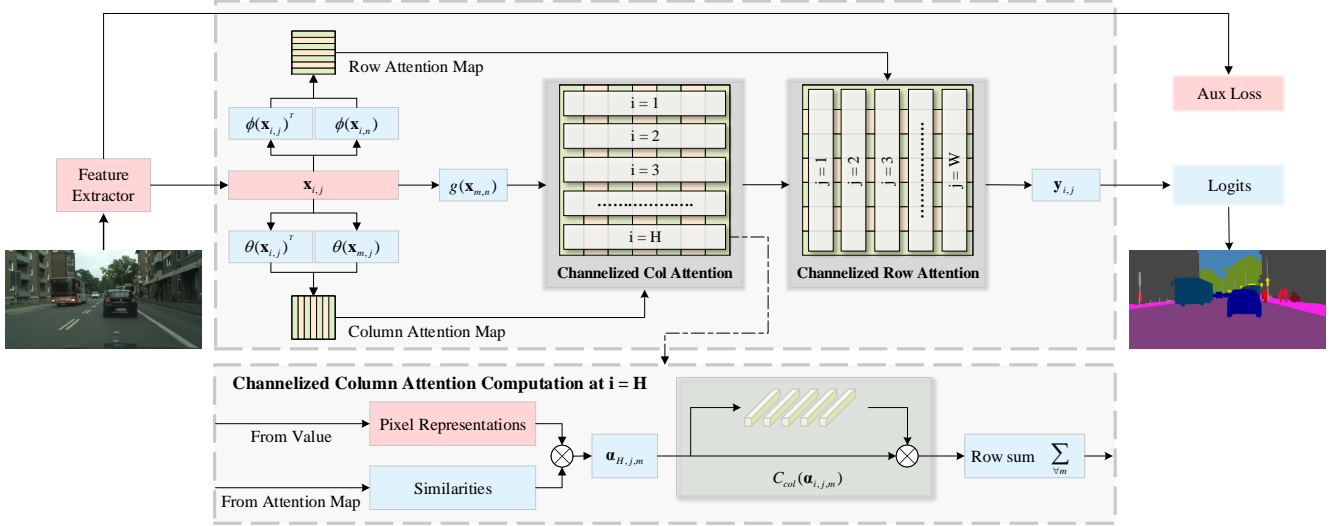 Row Attention Map
Aux Loss
ϕ(x_{i,j})^T
ϕ(x_{i,n})
Feature
Extractor
x_{i,j}
g(x_{m,n})
i = 1
i = 2
i = 3
.....................
i = H
Channelized Col Attention
j = 1
j = 2
j = 3
.....................
j = W
Channelized Row Attention
y_{i,j}
Logits
θ(x_{i,j})^T
θ(x_{m,j})
Column Attention Map
Channelized Column Attention Computation at i = H
From Value
Pixel Representations
From Attention Map
Similarities
α_{H,j,m}
C_{col}(α_{i,j,m})
Row sum ∑_{∀m}